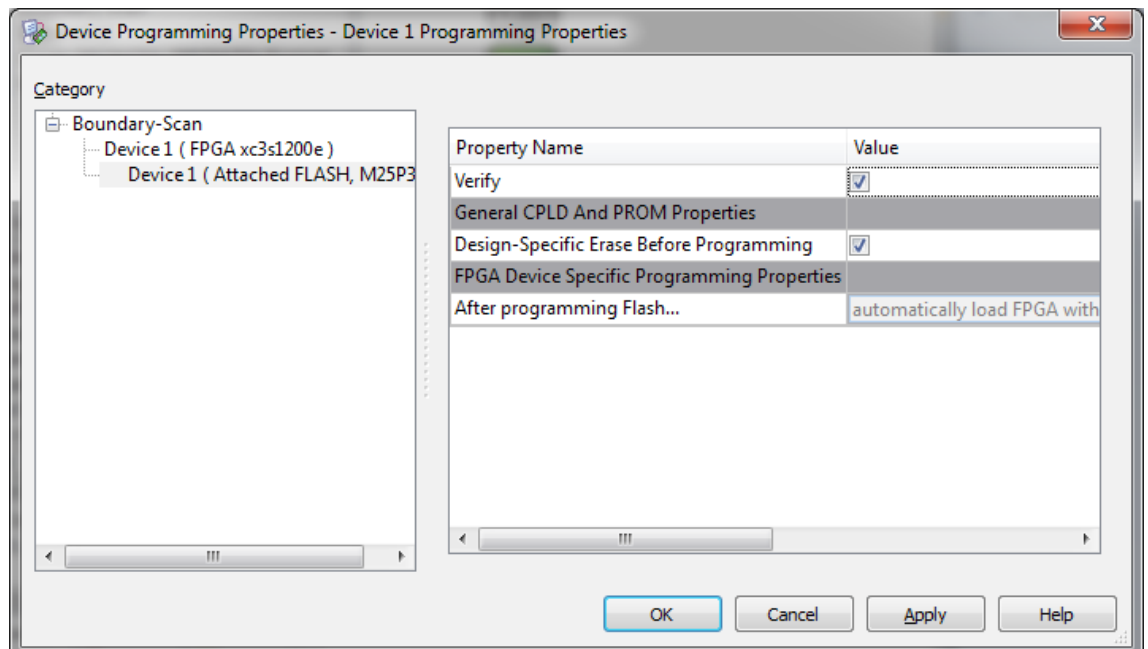 Device Programming Properties - Device 1 Programming Properties
Category
Boundary-Scan
Device 1 ( FPGA xc3s1200e )
Device 1 ( Attached FLASH, M25P3
Property Name Value
Verify
General CPLD And PROM Properties
Design-Specific Erase Before Programming
FPGA Device Specific Programming Properties
After programming Flash... automatically load FPGA with
OK Cancel Apply Help